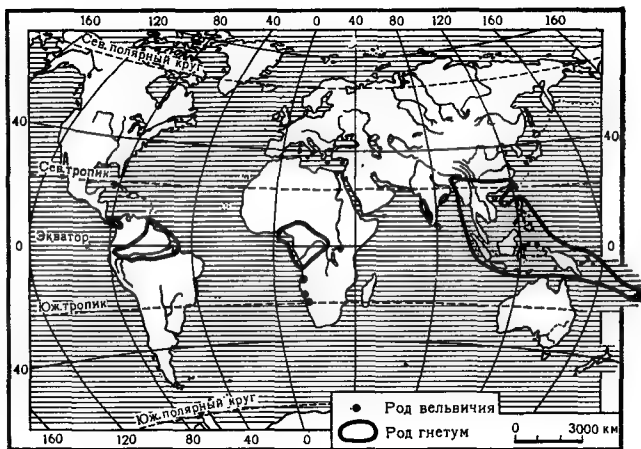 160 120 80 40 0 40 80 120 160 160 120
Сев. полярный круг
40 40
Сев. тропик
Экватор 0 0
Юж. тропик
40
Юж. полярный круг
Род вельвичия
Род гнетум
0 3000 км
160 120 80 40 0 40